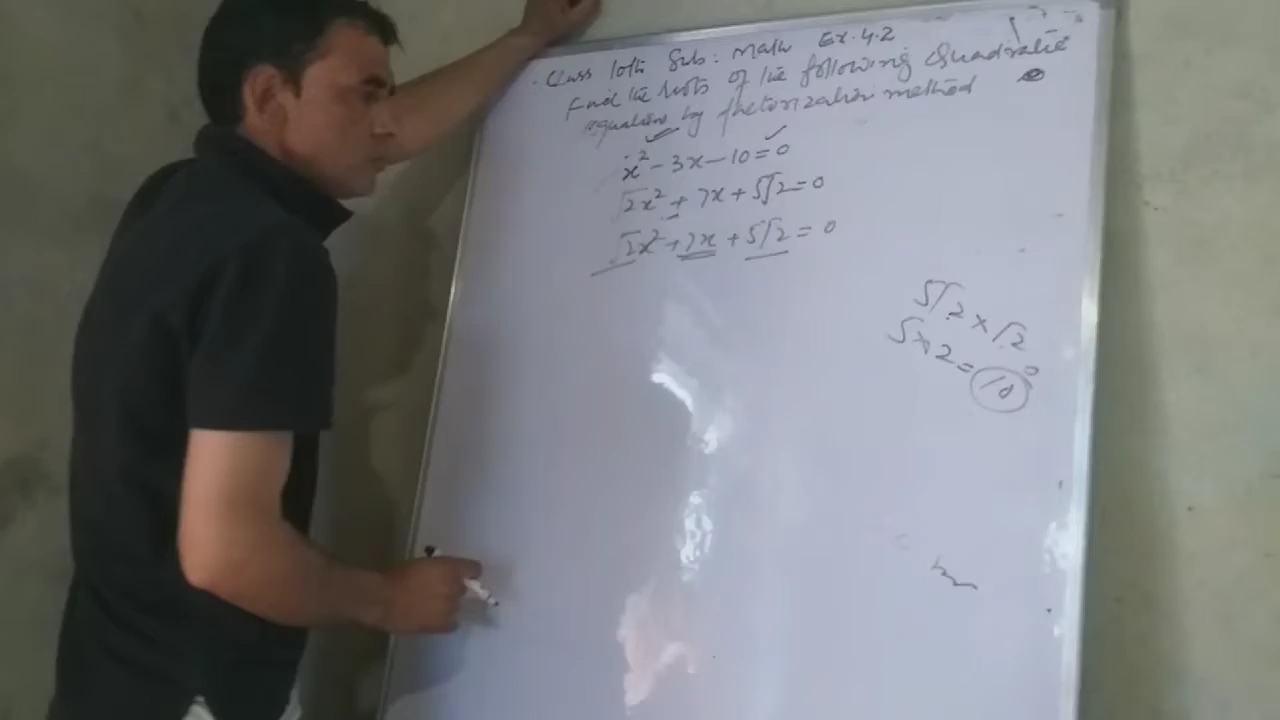 Class 10th Sub: Math Ex. 4.2
Find the roots of the following Quadratic
equation by factorization method
x² - 3x - 10 = 0
√2x² + 7x + 5√2 = 0
√2x² + 7x + 5√2 = 0
5√2 × √2
5 × 2 = 10